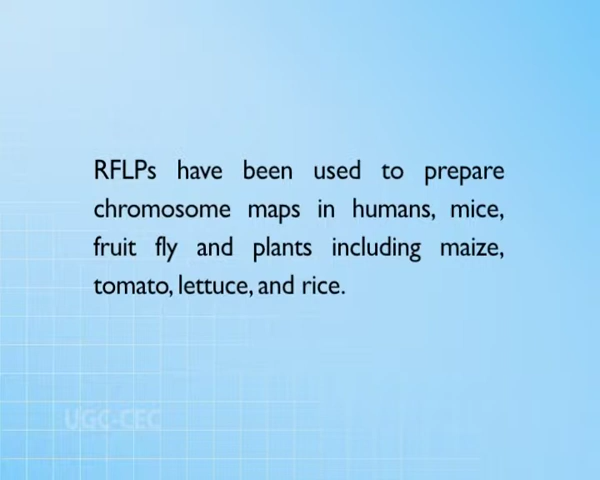 RFLPs have been used to prepare
chromosome maps in humans, mice,
fruit fly and plants including maize,
tomato, lettuce, and rice.
UGC-CEC